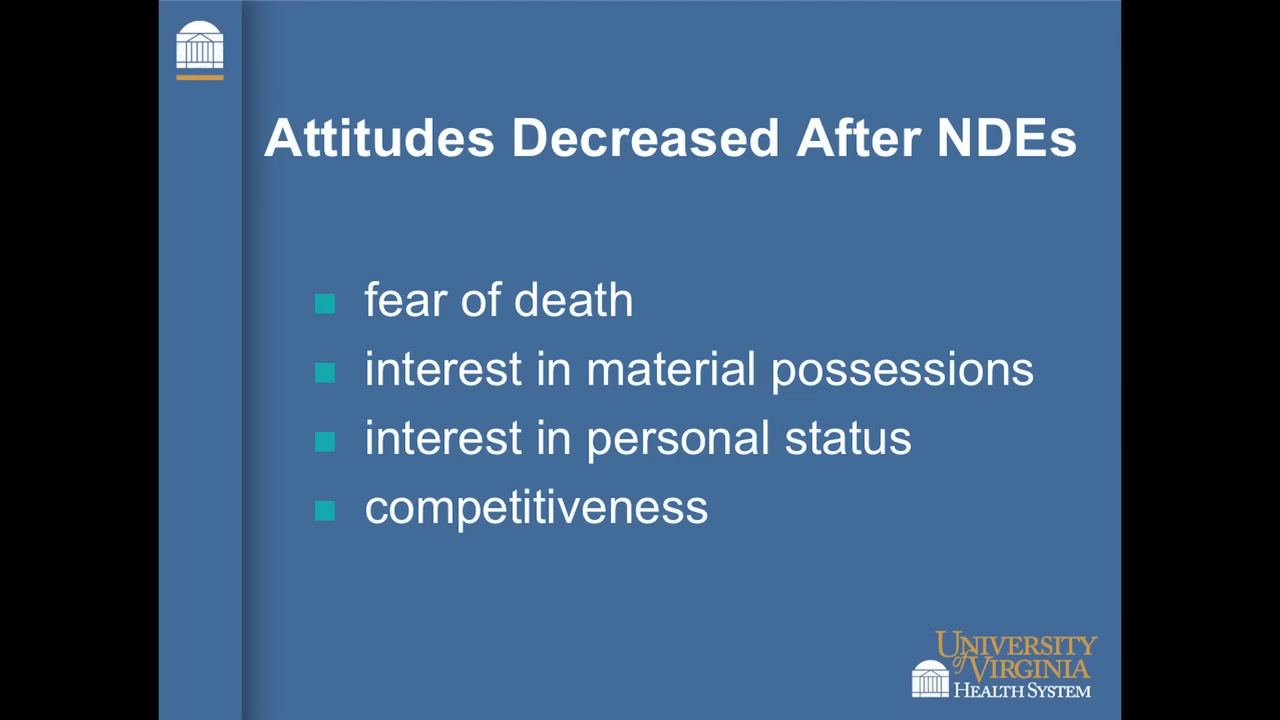 Attitudes Decreased After NDEs
fear of death
interest in material possessions
interest in personal status
competitiveness
UNIVERSITY
of VIRGINIA
HEALTH SYSTEM